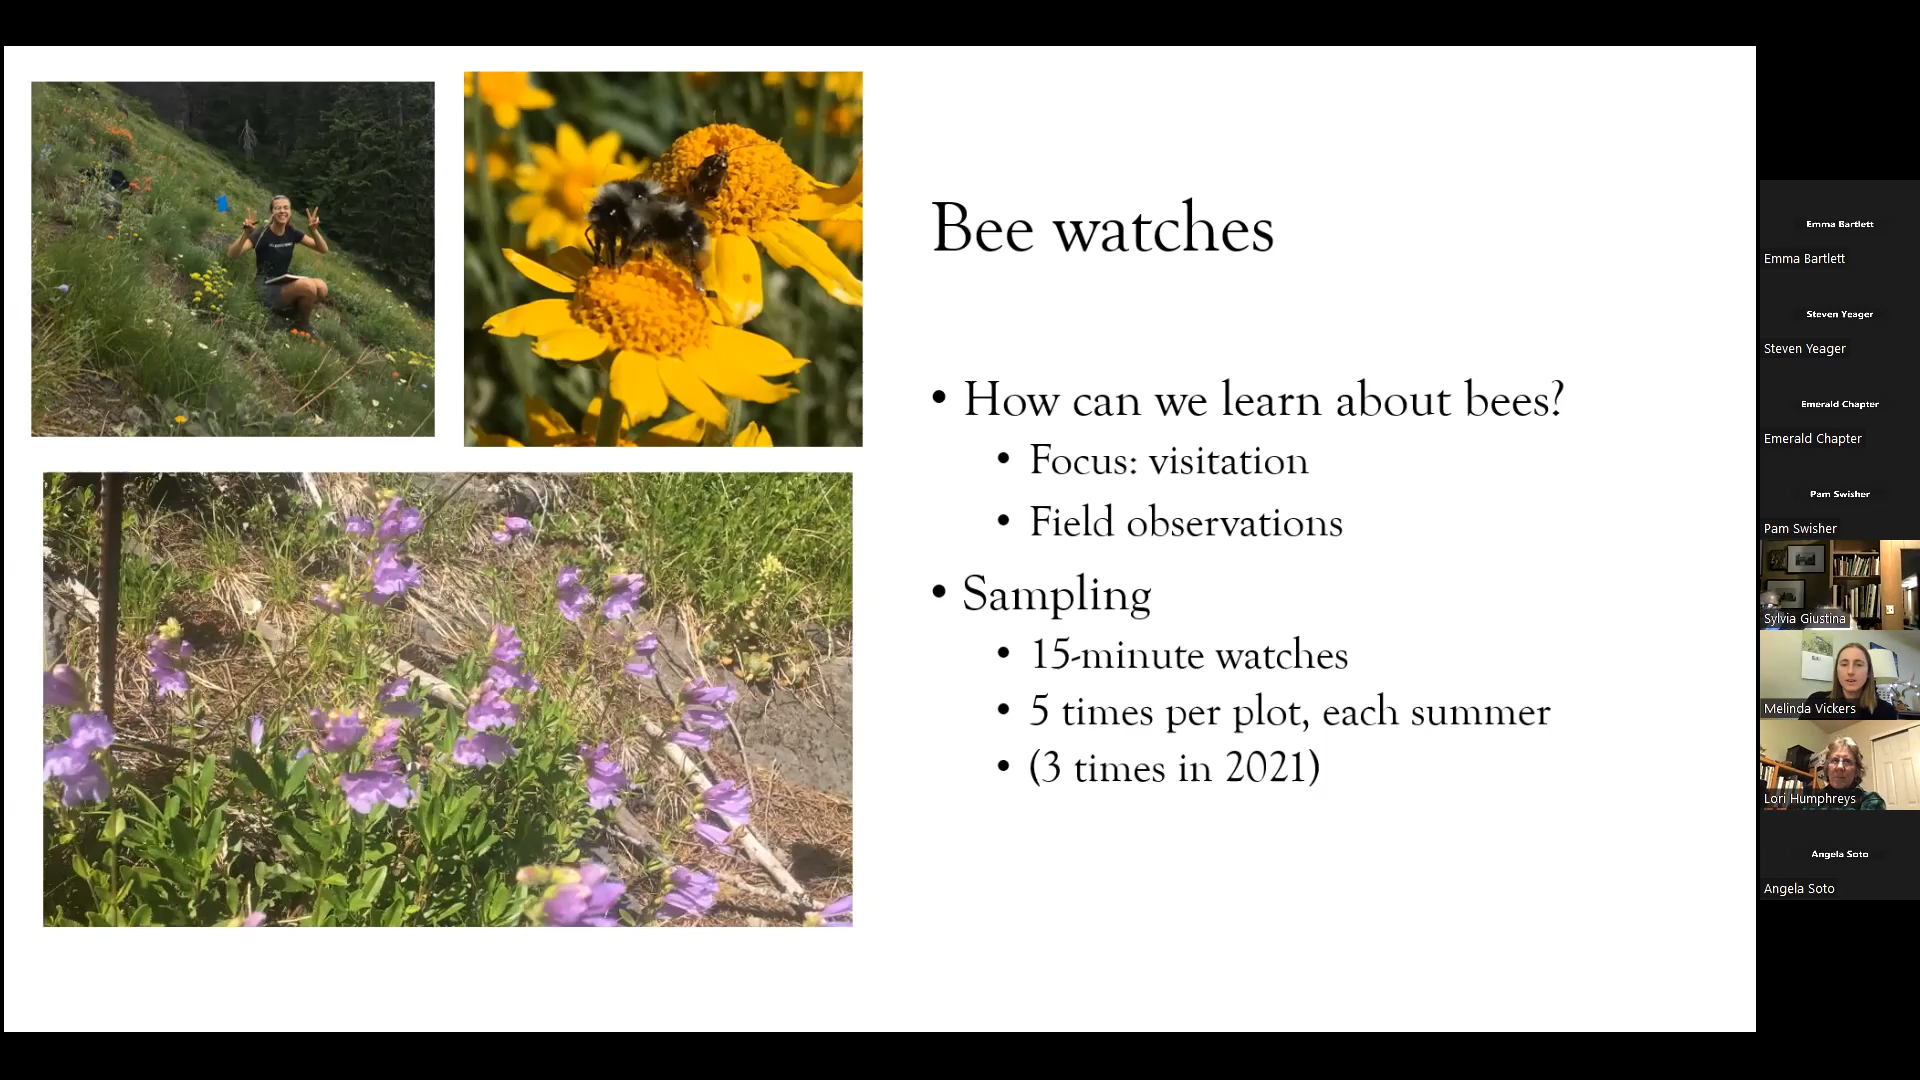 Bee watches
• How can we learn about bees?
• Focus: visitation
• Field observations
• Sampling
• 15-minute watches
• 5 times per plot, each summer
• (3 times in 2021)
Emma Bartlett
Emma Bartlett
Steven Yeager
Steven Yeager
Emerald Chapter
Emerald Chapter
Pam Swisher
Pam Swisher
Sylvia Giustina
Melinda Vickers
Lori Humphreys
Angela Soto
Angela Soto